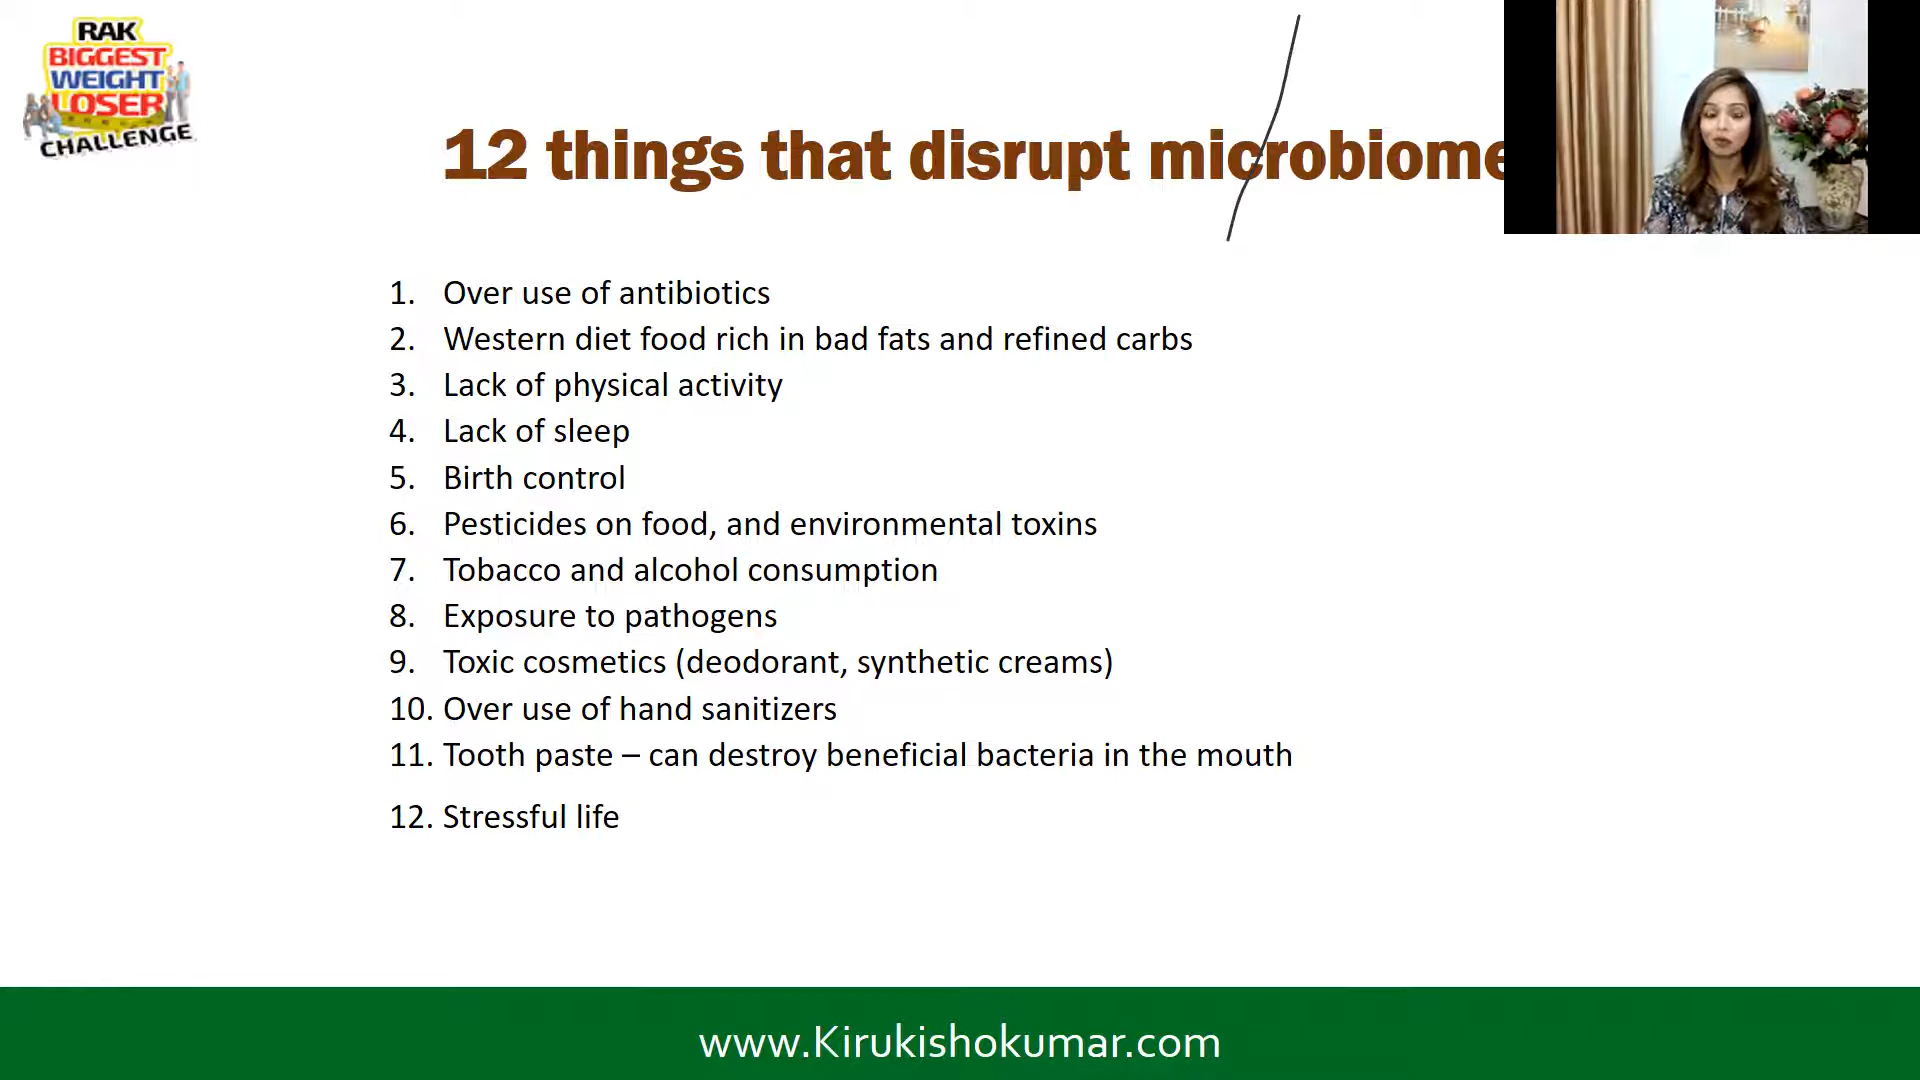 RAK
BIGGEST
WEIGHT
LOSER
CHALLENGE
12 things that disrupt microbiome
1. Over use of antibiotics
2. Western diet food rich in bad fats and refined carbs
3. Lack of physical activity
4. Lack of sleep
5. Birth control
6. Pesticides on food, and environmental toxins
7. Tobacco and alcohol consumption
8. Exposure to pathogens
9. Toxic cosmetics (deodorant, synthetic creams)
10. Over use of hand sanitizers
11. Tooth paste – can destroy beneficial bacteria in the mouth
12. Stressful life
www.Kirukishokumar.com